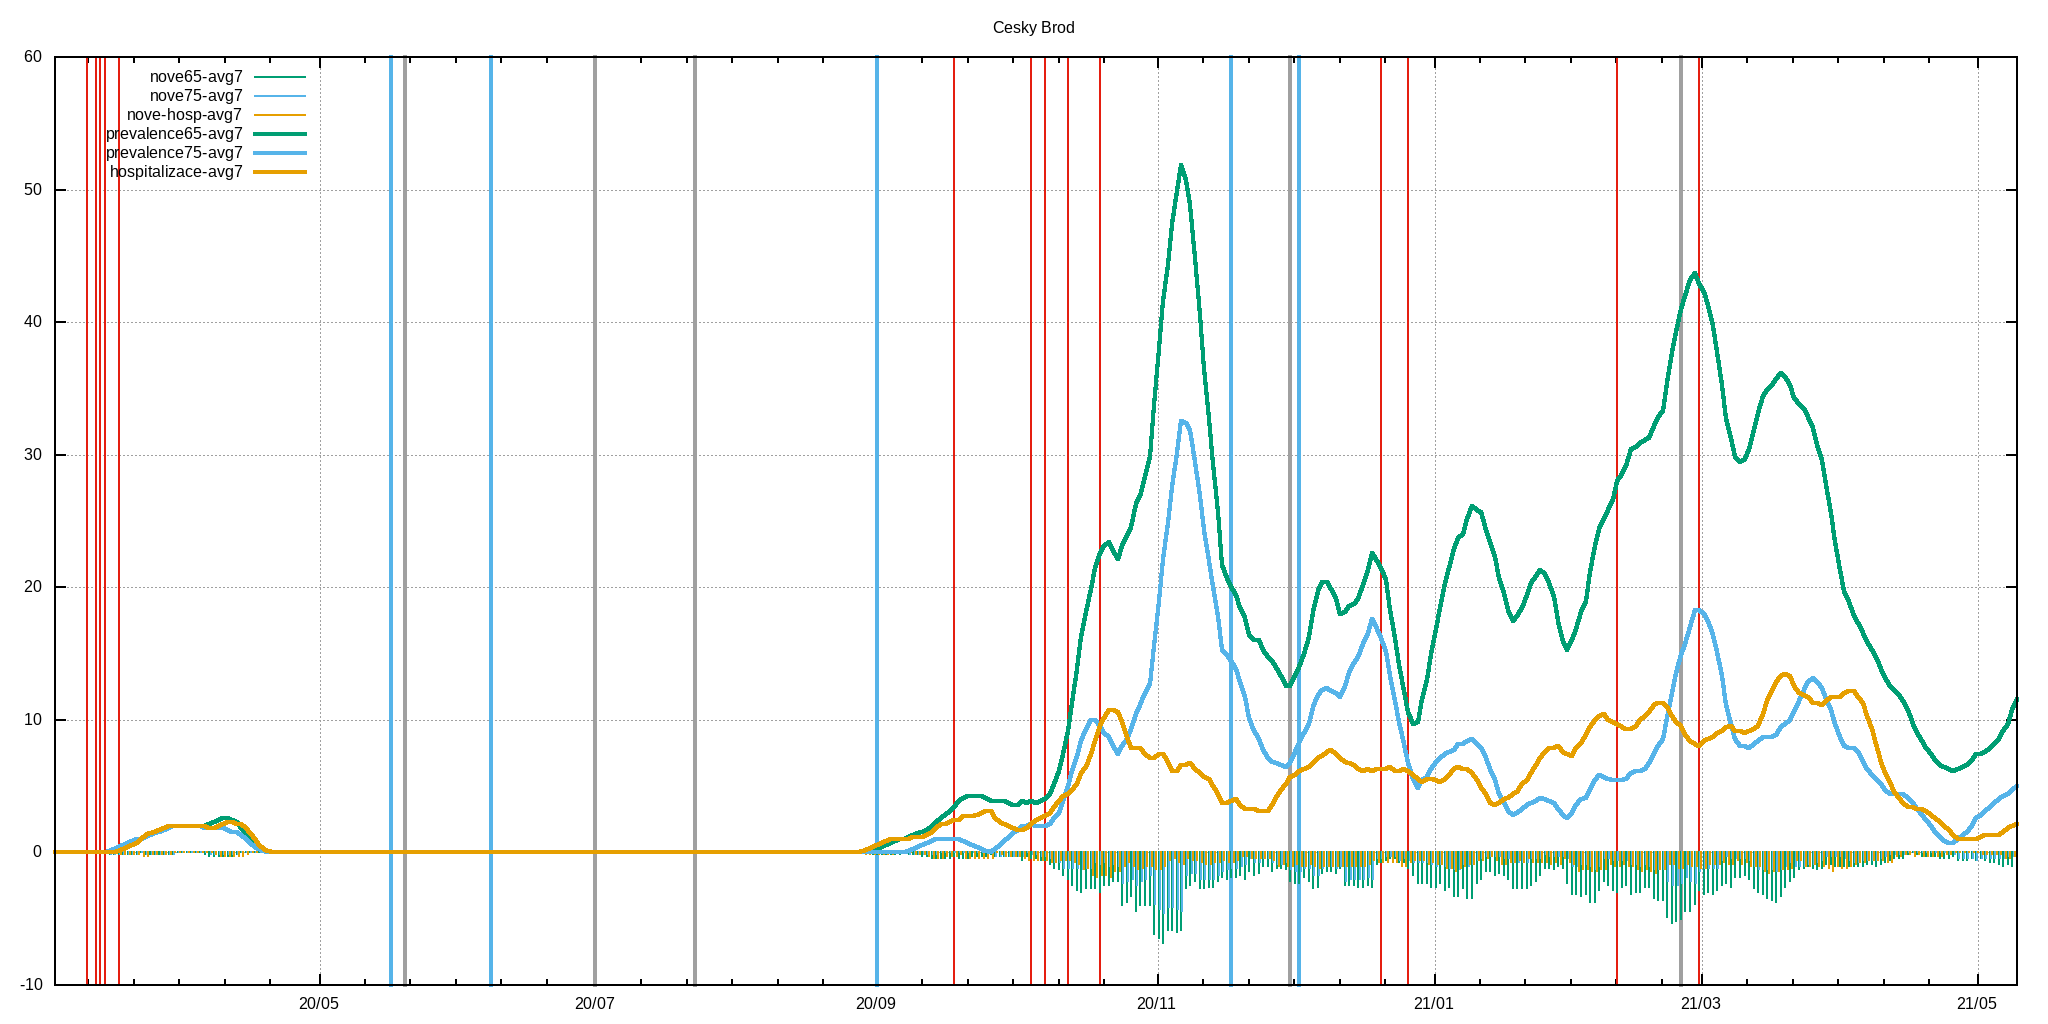 Cesky Brod
60
nove65-avg7
nove75-avg7
nove-hosp-avg7
prevalence65-avg7
prevalence75-avg7
hospitalizace-avg7
50
40
30
20
10
0
-10
20/05 20/07 20/09 20/11 21/01 21/03 21/05